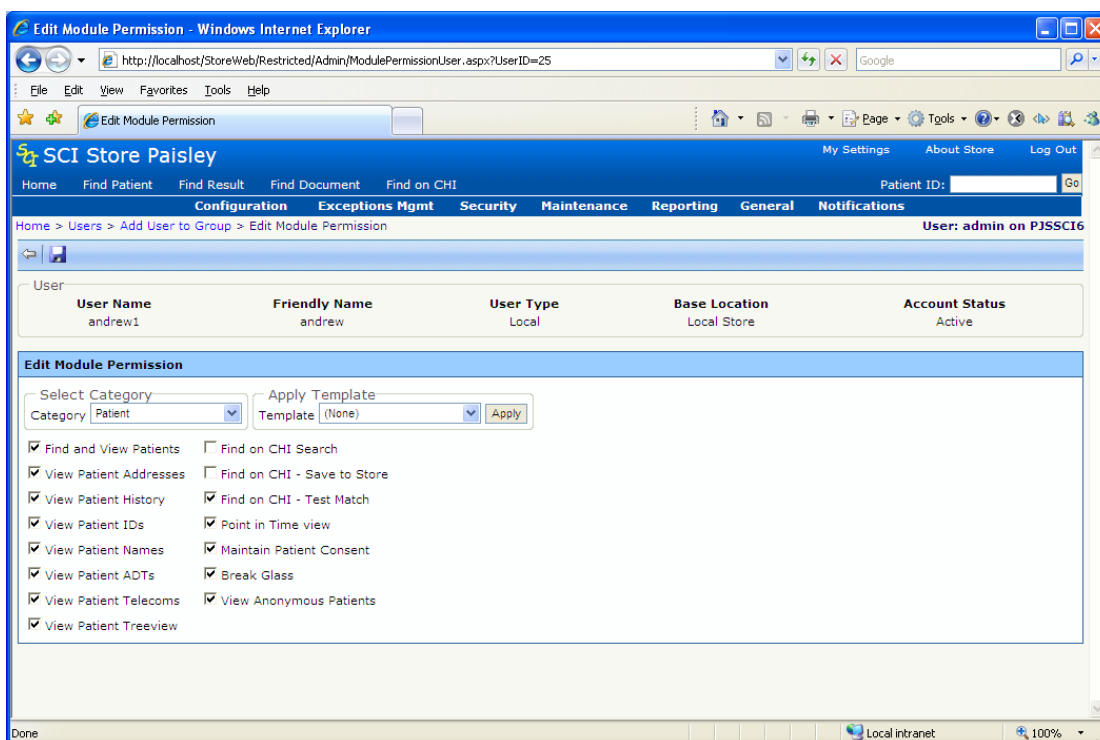 Edit Module Permission - Windows Internet Explorer
http://localhost/StoreWeb/Restricted/Admin/ModulePermissionUser.aspx?UserID=25
Google
File Edit View Favorites Tools Help
Edit Module Permission
Page Tools
SCI Store Paisley
My Settings About Store Log Out
Home Find Patient Find Result Find Document Find on CHI
Patient ID: Go
Configuration Exceptions Mgmt Security Maintenance Reporting General Notifications
Home > Users > Add User to Group > Edit Module Permission
User: admin on PJSSCI6
User
User Name Friendly Name User Type Base Location Account Status
andrew1 andrew Local Local Store Active
Edit Module Permission
Select Category Apply Template
Category Patient Template (None) Apply
Find and View Patients Find on CHI Search
View Patient Addresses Find on CHI - Save to Store
View Patient History Find on CHI - Test Match
View Patient IDs Point in Time view
View Patient Names Maintain Patient Consent
View Patient ADTs Break Glass
View Patient Telecoms View Anonymous Patients
View Patient Treeview
Done Local intranet 100%